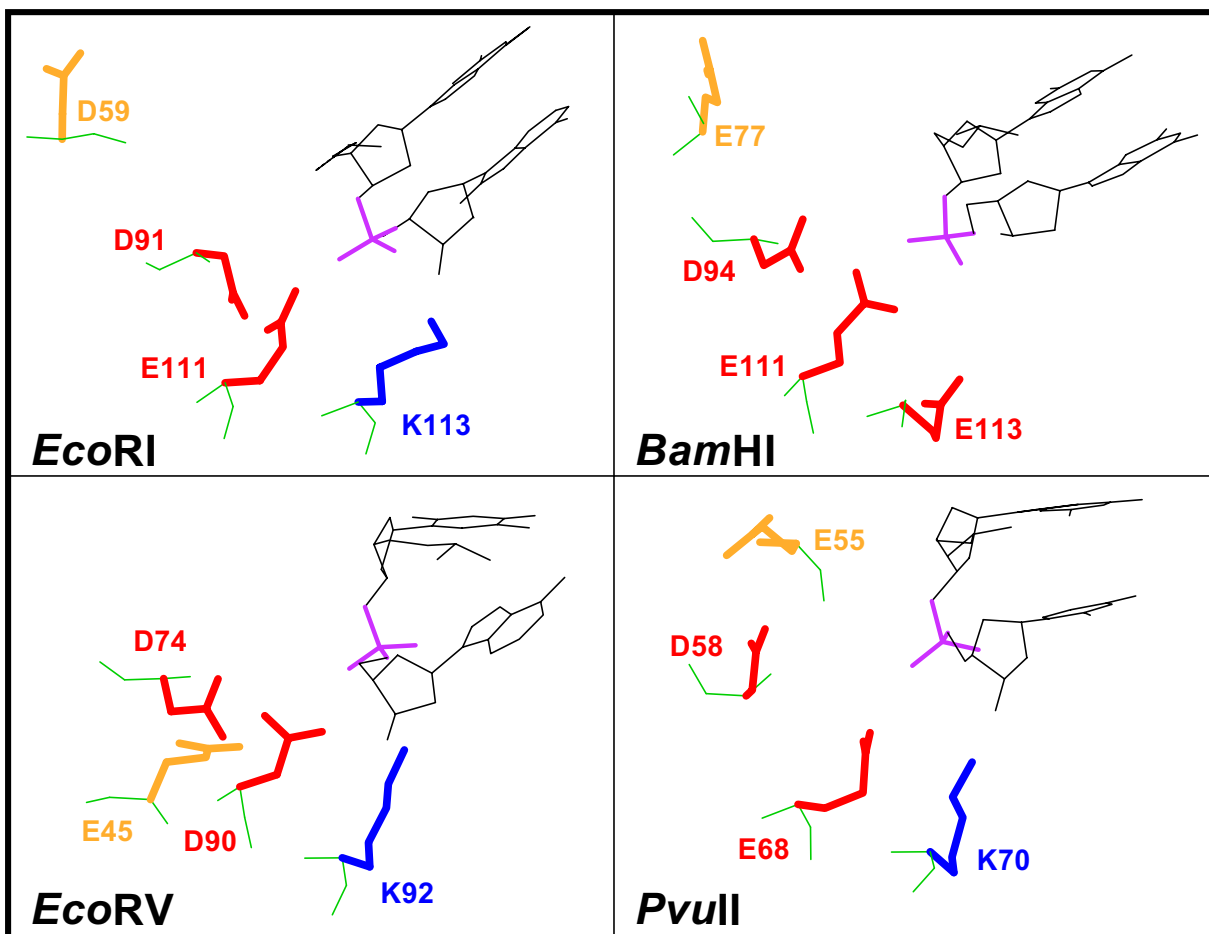 D59
D91
E111
K113
EcoRI
E77
D94
E111
E113
BamHI
D74
E45
D90
K92
EcoRV
E55
D58
E68
K70
PvuII